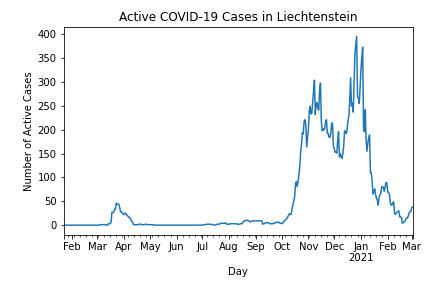 Active COVID-19 Cases in Liechtenstein
400
350
300
250
200
150
100
50
0
Number of Active Cases
Feb Mar Apr May Jun Jul Aug Sep Oct Nov Dec Jan Feb Mar
2021
Day